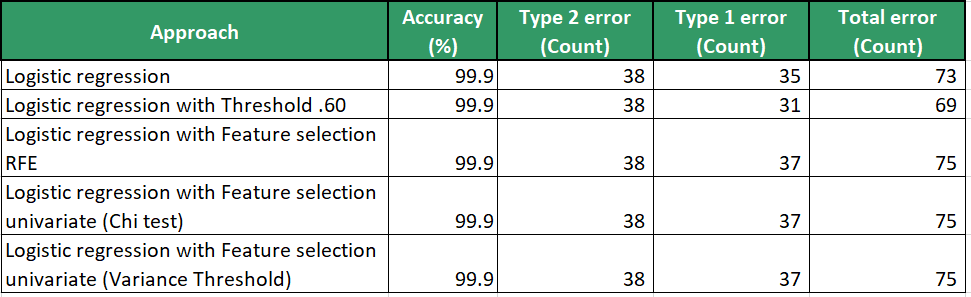 Approach Accuracy (%) Type 2 error (Count) Type 1 error (Count) Total error (Count)
Logistic regression 99.9 38 35 73
Logistic regression with Threshold .60 99.9 38 31 69
Logistic regression with Feature selection
RFE 99.9 38 37 75
Logistic regression with Feature selection
univariate (Chi test) 99.9 38 37 75
Logistic regression with Feature selection
univariate (Variance Threshold) 99.9 38 37 75